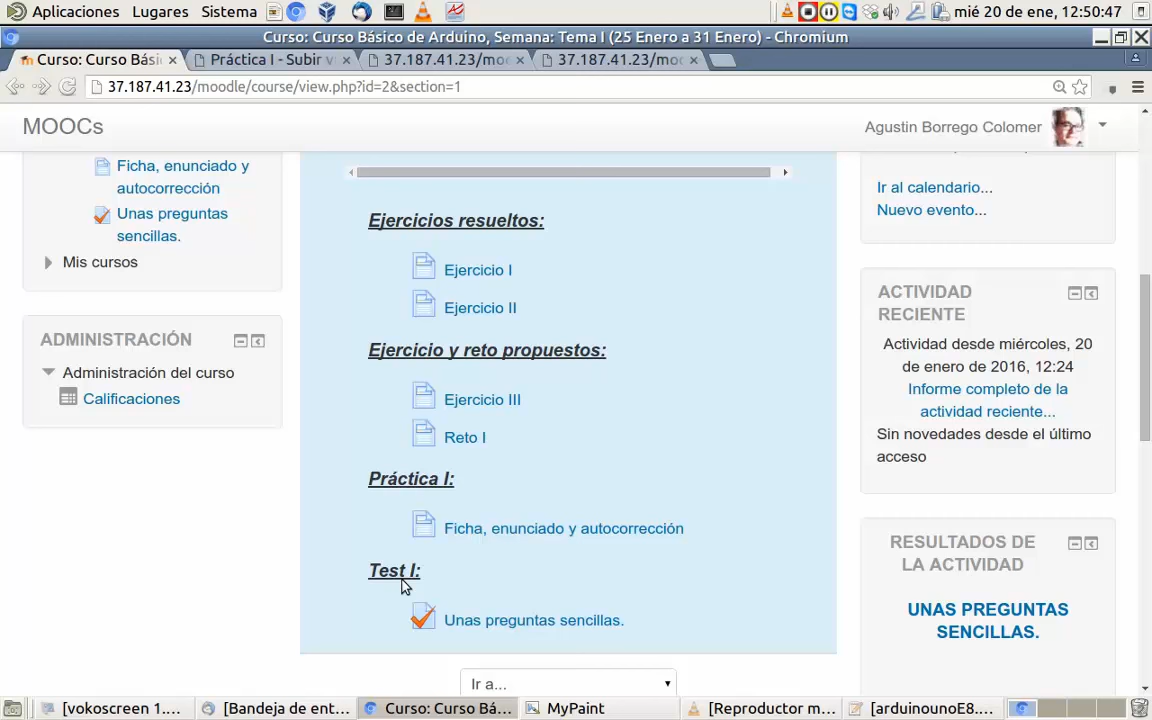 Aplicaciones Lugares Sistema mié 20 de ene, 12:50:47
Curso: Curso Básico de Arduino, Semana: Tema I (25 Enero a 31 Enero) - Chromium
Curso: Curso Bási × Práctica I - Subir v × 37.187.41.23/moo × 37.187.41.23/moo ×
37.187.41.23/moodle/course/view.php?id=2&section=1
MOOCs
Agustin Borrego Colomer
Ficha, enunciado y
autocorrección
Unas preguntas
sencillas.
Mis cursos
ADMINISTRACIÓN
Administración del curso
Calificaciones
Ejercicios resueltos:
Ejercicio I
Ejercicio II
Ejercicio y reto propuestos:
Ejercicio III
Reto I
Práctica I:
Ficha, enunciado y autocorrección
Test I:
Unas preguntas sencillas.
Ir a...
Ir al calendario...
Nuevo evento...
ACTIVIDAD
RECIENTE
Actividad desde miércoles, 20
de enero de 2016, 12:24
Informe completo de la
actividad reciente...
Sin novedades desde el último
acceso
RESULTADOS DE
LA ACTIVIDAD
UNAS PREGUNTAS
SENCILLAS.
[vokoscreen 1.... [Bandeja de ent... Curso: Curso Bá... MyPaint [Reproductor m... [arduinounoE8....